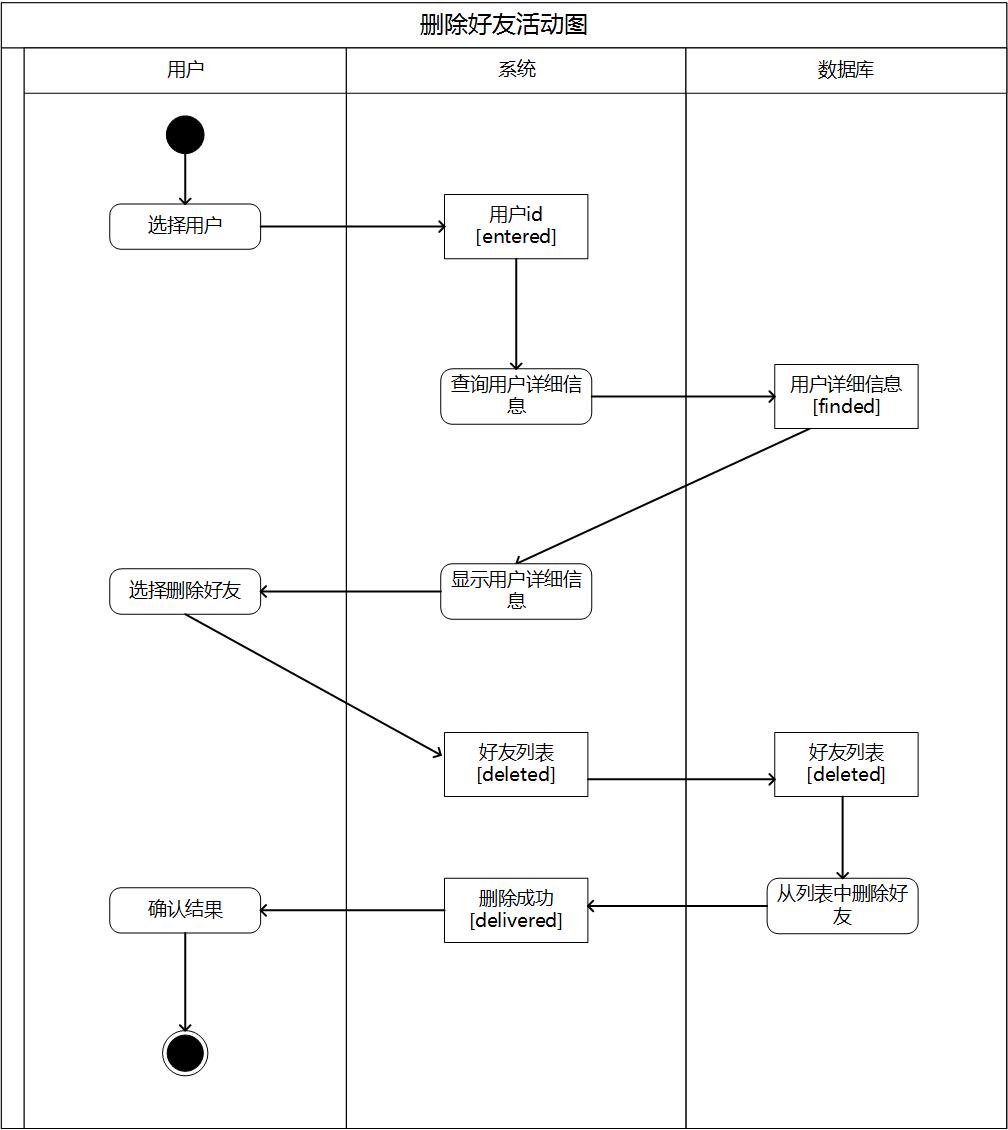 删除好友活动图
用户
系统
数据库
选择用户
用户id
[entered]
查询用户详细信
息
用户详细信息
[finded]
选择删除好友
显示用户详细信
息
好友列表
[deleted]
好友列表
[deleted]
确认结果
删除成功
[delivered]
从列表中删除好
友